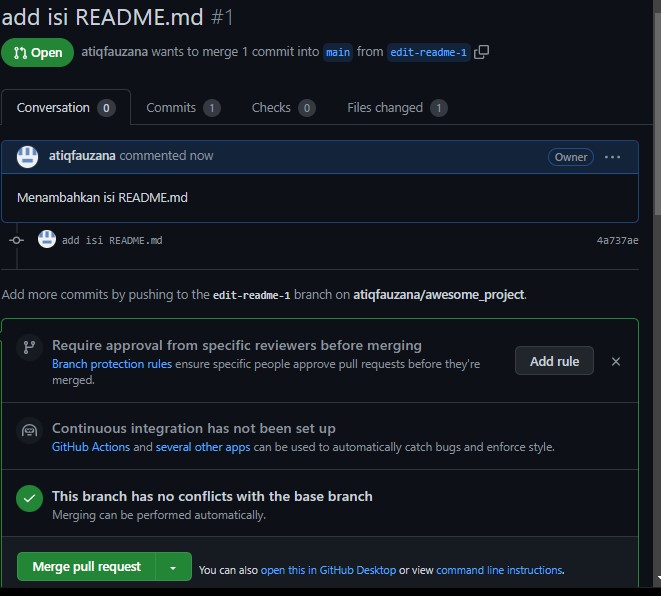 add isi README.md #1
Open atiqfauzana wants to merge 1 commit into main from edit-readme-1
Conversation 0 Commits 1 Checks 0 Files changed 1
atiqfauzana commented now Owner ...
Menambahkan isi README.md
add isi README.md 4a737ae
Add more commits by pushing to the edit-readme-1 branch on atiqfauzana/awesome_project.
Require approval from specific reviewers before merging
Branch protection rules ensure specific people approve pull requests before they're
merged.
Add rule
Continuous integration has not been set up
GitHub Actions and several other apps can be used to automatically catch bugs and enforce style.
This branch has no conflicts with the base branch
Merging can be performed automatically.
Merge pull request You can also open this in GitHub Desktop or view command line instructions.